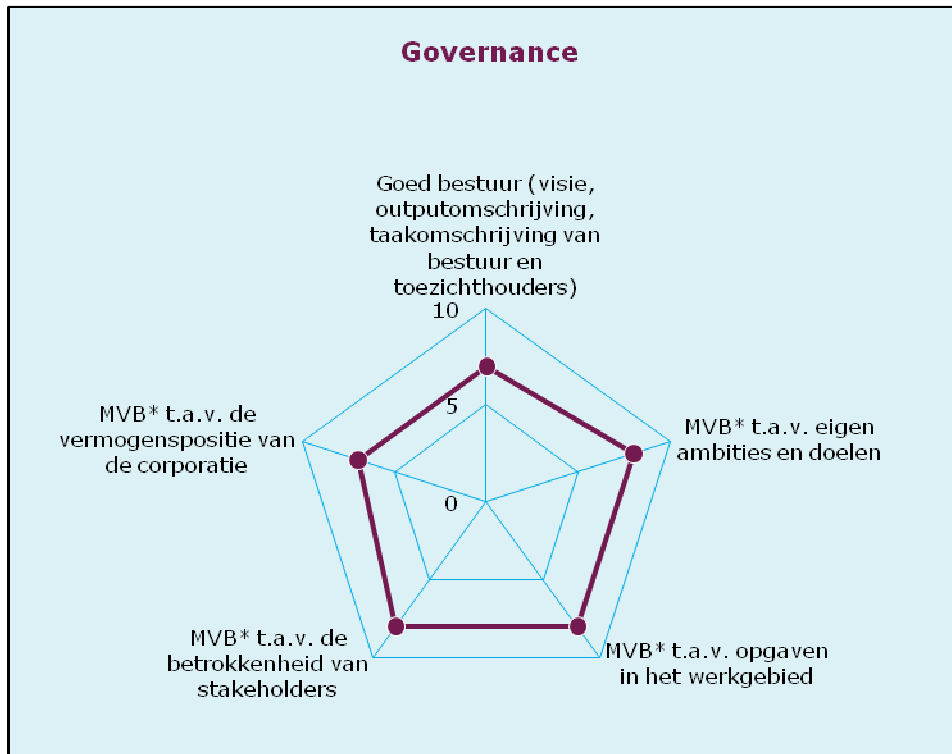 Governance
Goed bestuur (visie,
outputomschrijving,
taakomschrijving van
bestuur en
toezichthouders)
10
5
0
MVB* t.a.v. eigen
ambities en doelen
MVB* t.a.v. opgaven
in het werkgebied
MVB* t.a.v. de
betrokkenheid van
stakeholders
MVB* t.a.v. de
vermogenspositie van
de corporatie